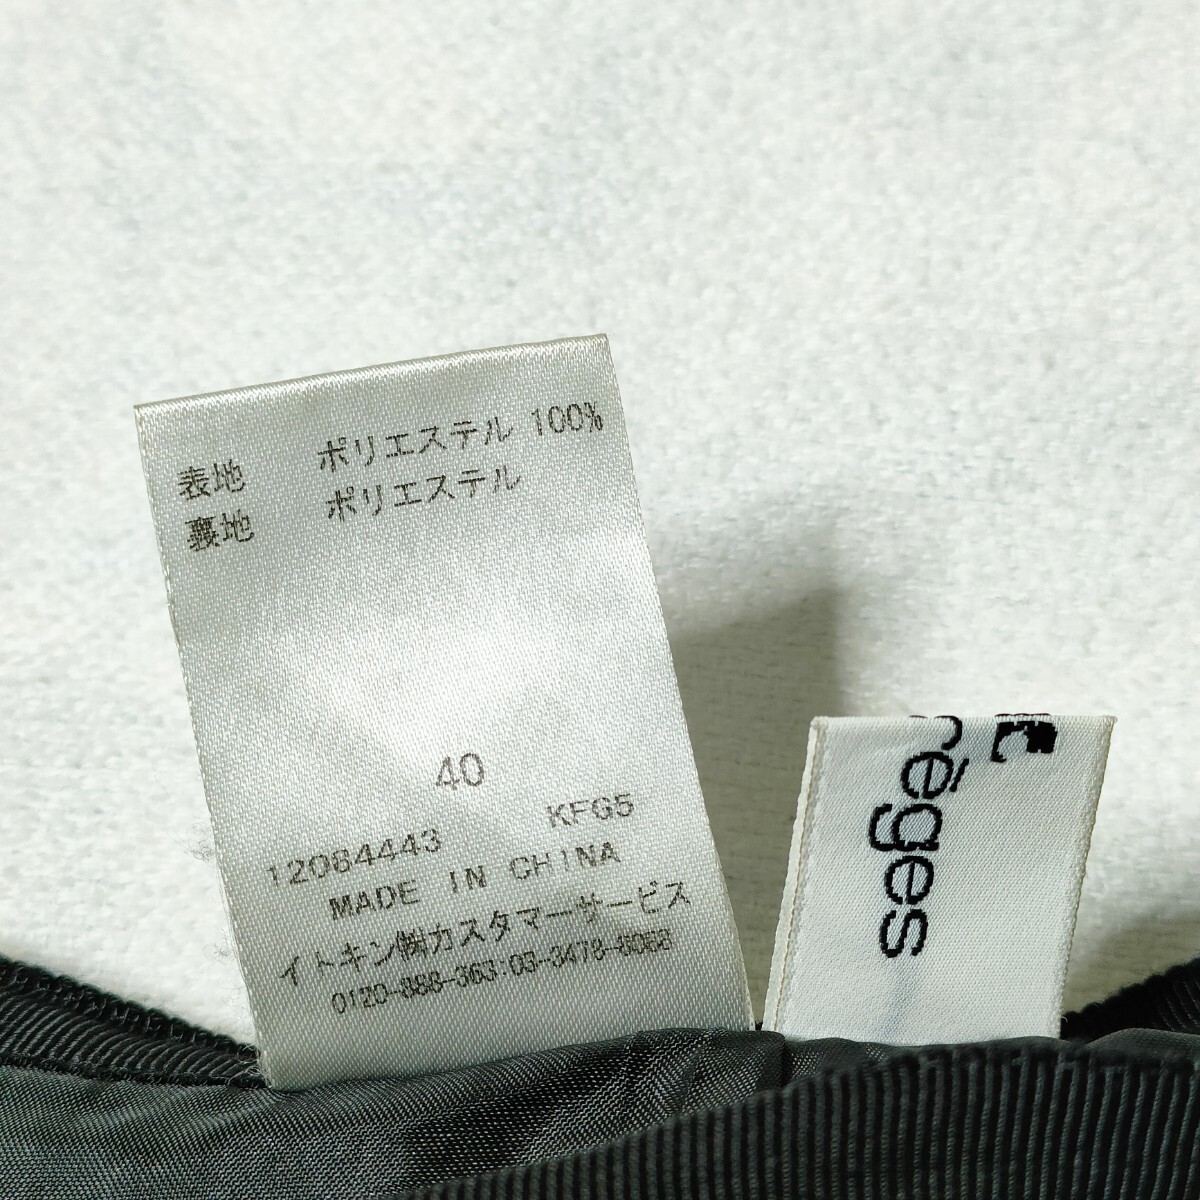 表地 ポリエステル 100%
裏地 ポリエステル
40
12084443 KFG5
MADE IN CHINA
イトキン㈱カスタマーサービス
0120-888-363:03-3478-8088
règes